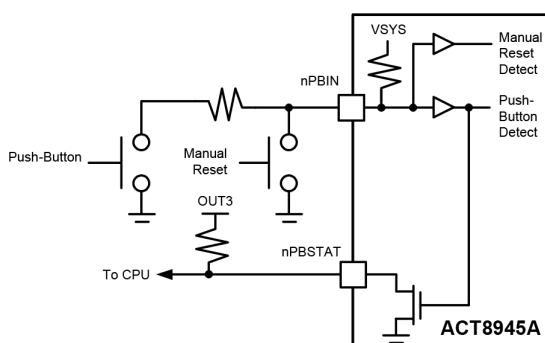 VSYS
Manual
Reset
Detect
nPBIN
Push-
Button
Detect
Push-Button
Manual
Reset
OUT3
nPBSTAT
To CPU
ACT8945A